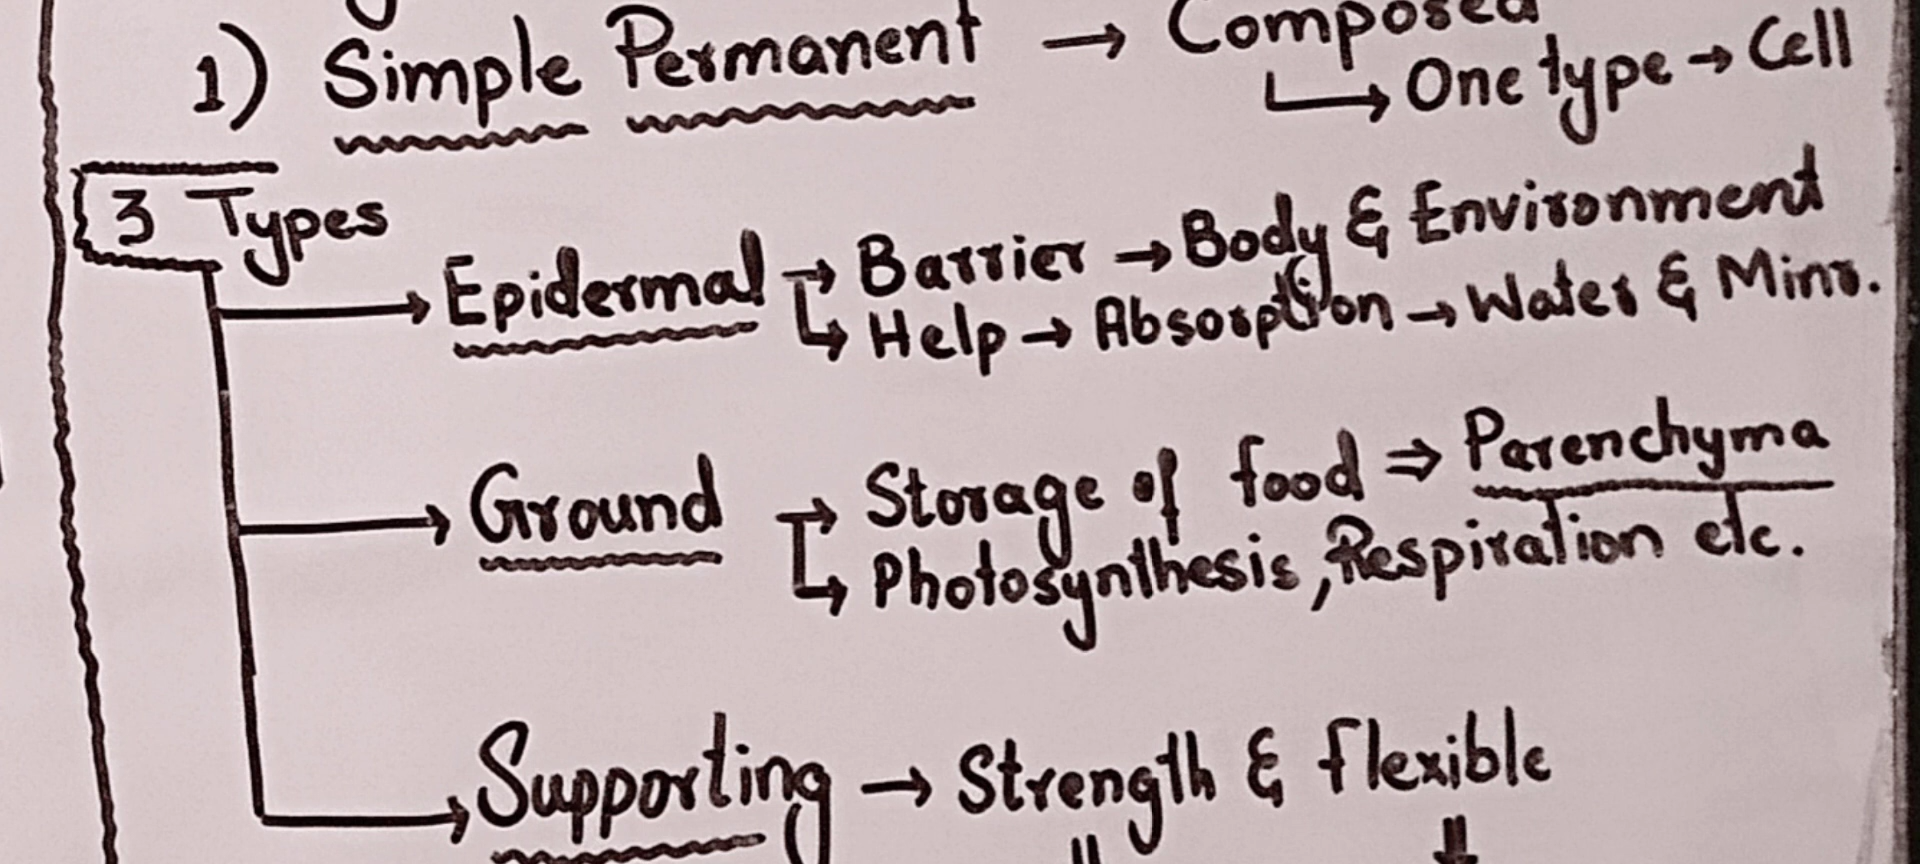 1) Simple Permanent → Composed
↳ One type → Cell
3 Types
Epidermal → Barrier → Body & Environment
↳ Help → Absorption → Water & Minr.
Ground → Storage of food ⇒ Parenchyma
↳ Photosynthesis, Respiration etc.
Supporting → Strength & flexible